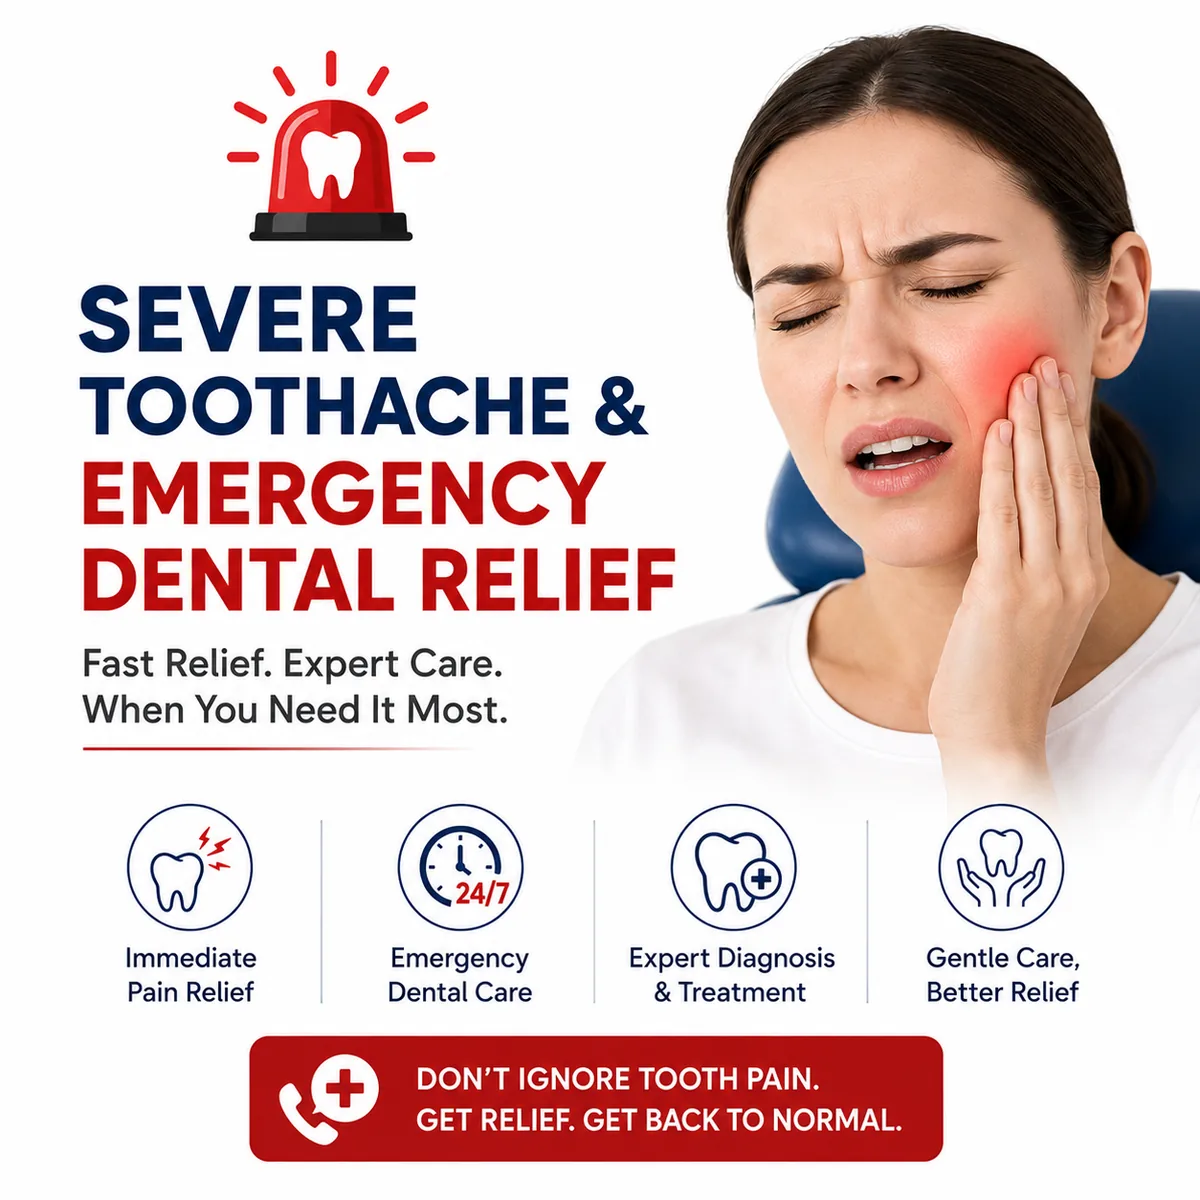 SEVERE
TOOTHACHE &
EMERGENCY
DENTAL RELIEF
Fast Relief. Expert Care.
When You Need It Most.
Immediate
Pain Relief
24/7
Emergency
Dental Care
Expert Diagnosis
& Treatment
Gentle Care,
Better Relief
DON'T IGNORE TOOTH PAIN.
GET RELIEF. GET BACK TO NORMAL.